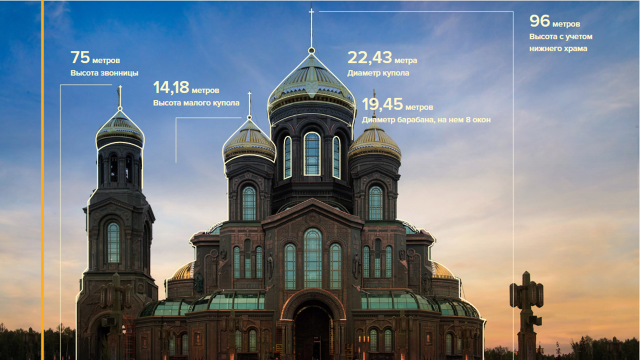 75 метров
Высота звонницы
14,18 метров
Высота малого купола
22,43 метра
Диаметр купола
19,45 метров
Диаметр барабана, на нем 8 окон
96 метров
Высота с учетом
нижнего храма